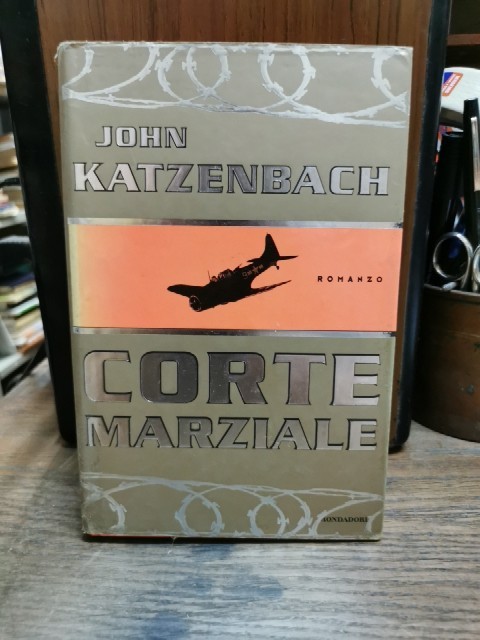 JOHN
KATZENBACH
ROMANZO
CORTE
MARZIALE
MONDADORI